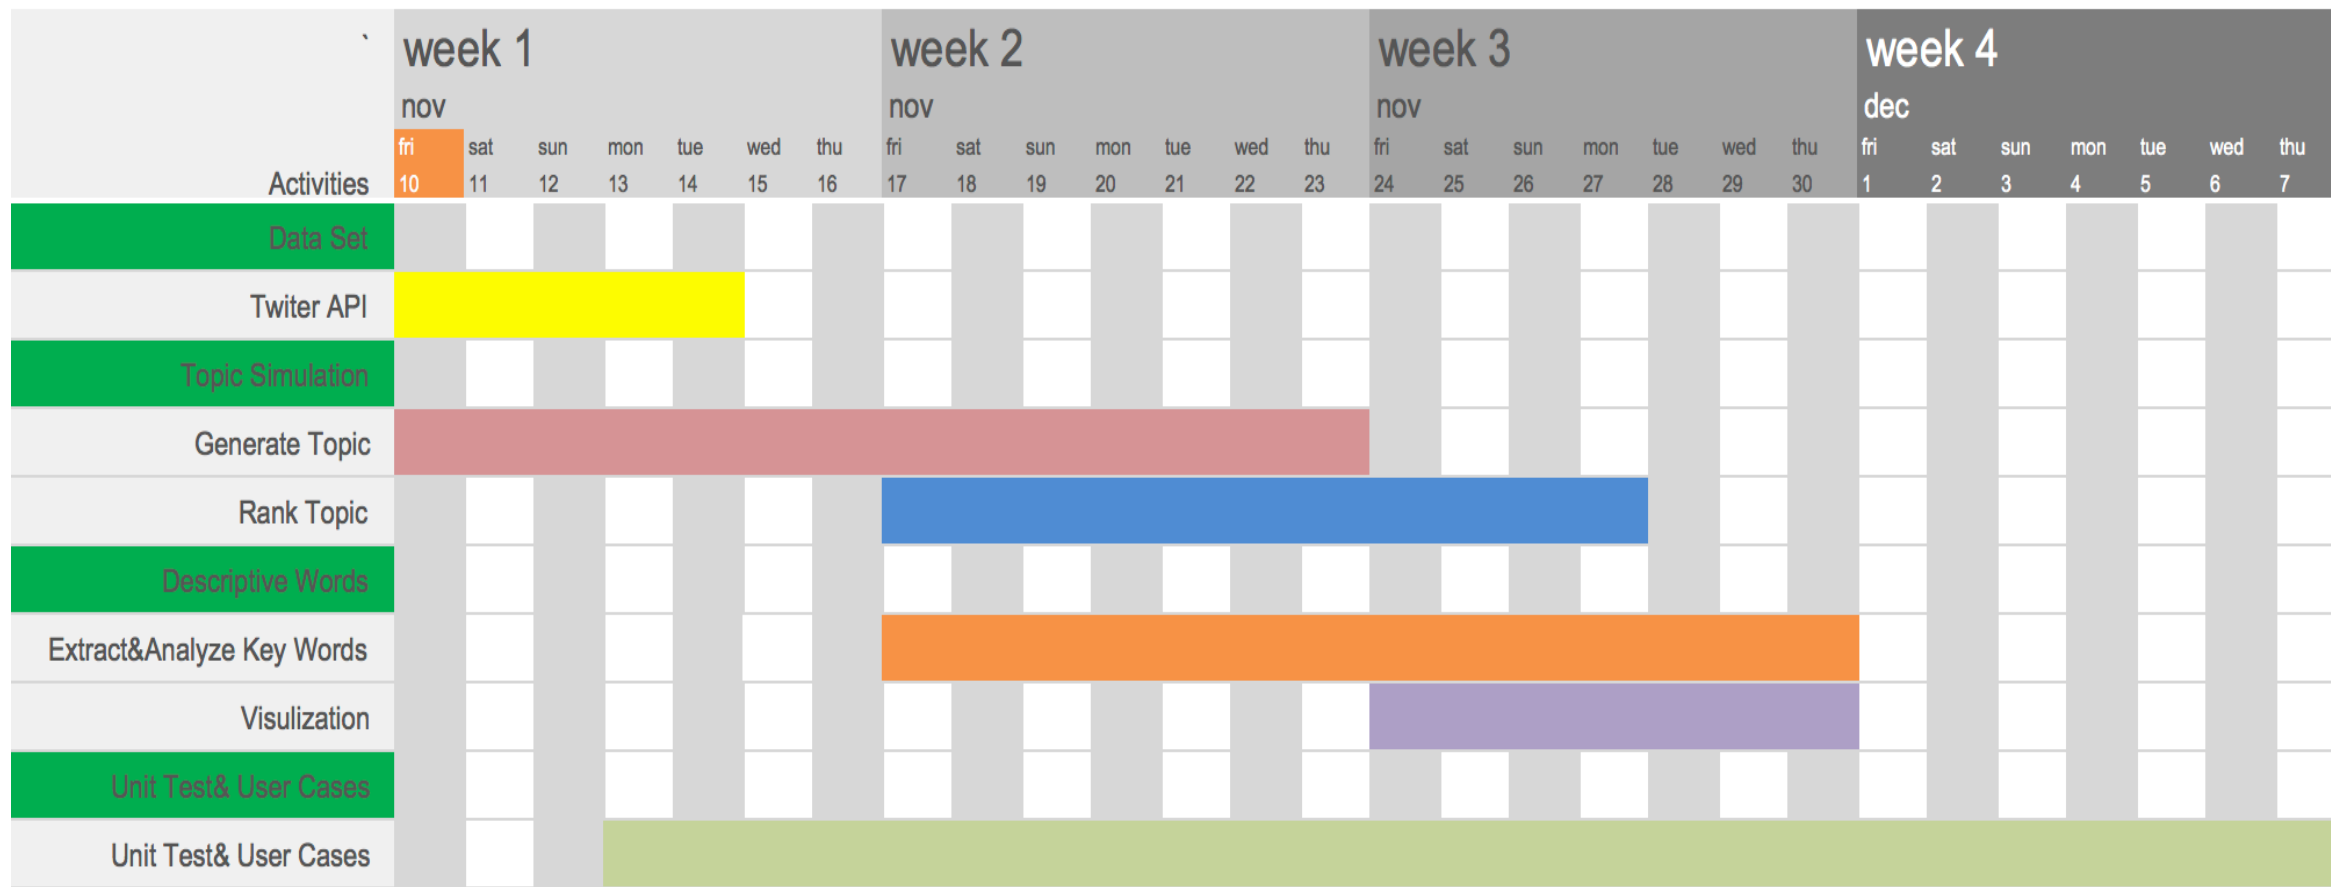 `
week 1 week 2 week 3 week 4
nov nov nov dec
fri sat sun mon tue wed thu fri sat sun mon tue wed thu fri sat sun mon tue wed thu fri sat sun mon tue wed thu
Activities 10 11 12 13 14 15 16 17 18 19 20 21 22 23 24 25 26 27 28 29 30 1 2 3 4 5 6 7
Data Set
Twiter API
Topic Simulation
Generate Topic
Rank Topic
Descriptive Words
Extract&Analyze Key Words
Visulization
Unit Test& User Cases
Unit Test& User Cases